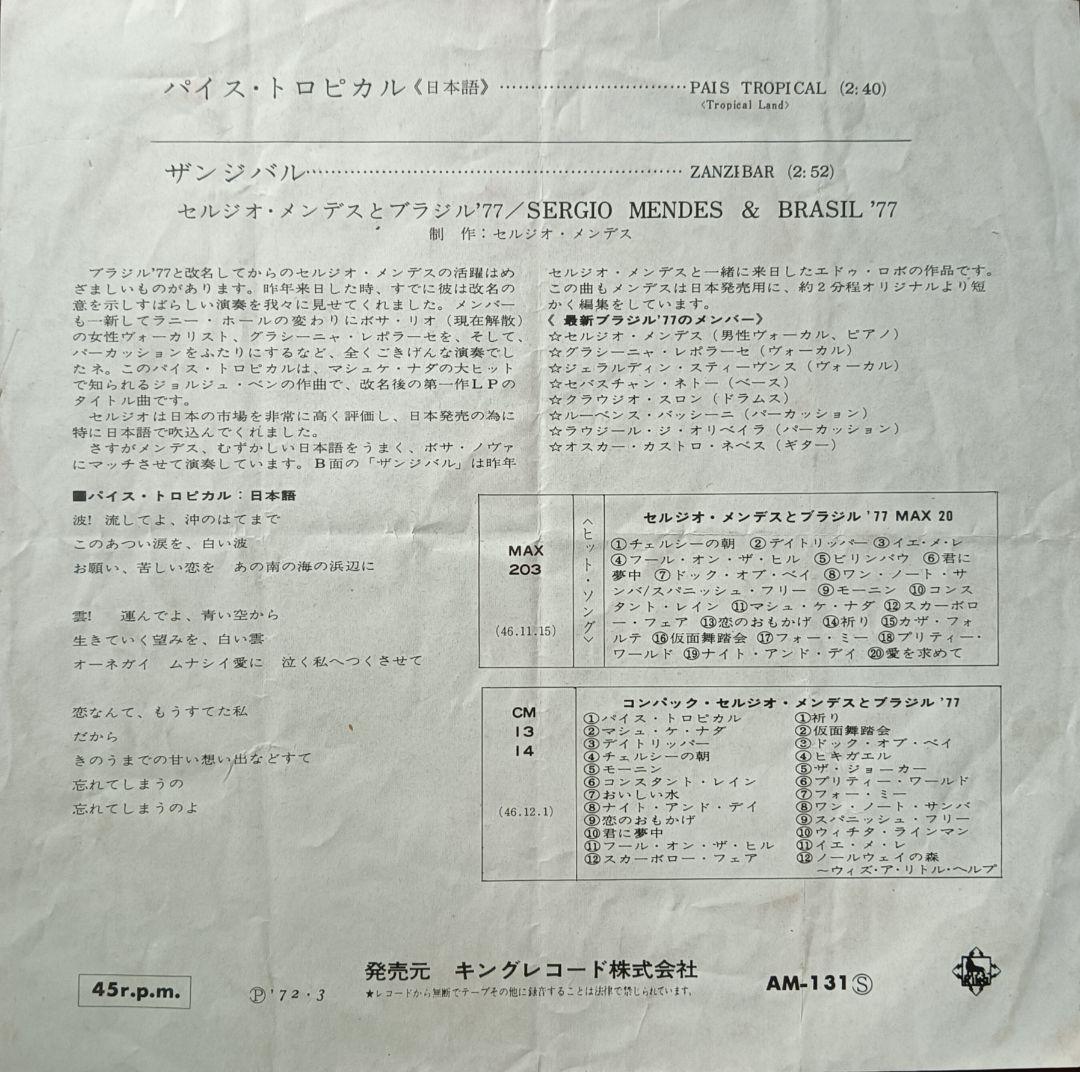 パイス・トロピカル《日本語》……………………………PAIS TROPICAL (2:40)
〈Tropical Land〉
ザンジバル………………………………………………………… ZANZIBAR (2:52)
セルジオ・メンデスとブラジル'77／SERGIO MENDES & BRASIL '77
制 作：セルジオ・メンデス
ブラジル'77と改名してからのセルジオ・メンデスの活躍はめ
ざましいものがあります。昨年来日した時、すでに彼は改名の
意を示しすばらしい演奏を我々に見せてくれました。メンバー
も一新してラニー・ホールの変わりにボサ・リオ（現在解散）
の女性ヴォーカリスト、グラシーニャ・レポラーセを、そして、
パーカッションをふたりにするなど、全くごきげんな演奏でし
たネ。このパイス・トロピカルは、マシュケ・ナダの大ヒット
で知られるジョルジュ・ベンの作曲で、改名後の第一作ＬＰの
タイトル曲です。
セルジオは日本の市場を非常に高く評価し、日本発売の為に
特に日本語で吹込んでくれました。
さすがメンデス、むずかしい日本語をうまく、ボサ・ノヴァ
にマッチさせて演奏しています。Ｂ面の「ザンジバル」は昨年
セルジオ・メンデスと一緒に来日したエドゥ・ロボの作品です。
この曲もメンデスは日本発売用に、約２分程オリジナルより短
かく編集をしています。
《 最新ブラジル'77のメンバー》
☆セルジオ・メンデス（男性ヴォーカル、ピアノ）
☆グラシーニャ・レポラーセ（ヴォーカル）
☆ジェラルディン・スティーヴンス（ヴォーカル）
☆セバスチャン・ネトー（ベース）
☆クラウジオ・スロン（ドラムス）
☆ルーベンス・バッシーニ（パーカッション）
☆ラウジール・ジ・オリベイラ（パーカッション）
☆オスカー・カストロ・ネベス（ギター）
■パイス・トロピカル：日本語
波! 流してよ、沖のはてまで
このあつい涙を、白い波
お願い、苦しい恋を あの南の海の浜辺に
雲! 運んでよ、青い空から
生きていく望みを、白い雲
オーネガイ ムナシイ愛に 泣く私へつくさせて
恋なんて、もうすてた私
だから
きのうまでの甘い想い出などすて
忘れてしまうの
忘れてしまうのよ
MAX
203
(46.11.15)
〈ヒット・ソング〉
セルジオ・メンデスとブラジル '77 MAX 20
①チェルシーの朝 ②デイトリッパー ③イエ・メ・レ
④フール・オン・ザ・ヒル ⑤ビリンバウ ⑥君に
夢中 ⑦ドック・オブ・ベイ ⑧ワン・ノート・サ
ンバ/スパニッシュ・フリー ⑨モーニン ⑩コンス
タント・レイン ⑪マシュ・ケ・ナダ ⑫スカーボロ
ー・フェア ⑬恋のおもかげ ⑭祈り ⑮カザ・フォ
ルテ ⑯仮面舞踏会 ⑰フォー・ミー ⑱プリティー・
ワールド ⑲ナイト・アンド・デイ ⑳愛を求めて
CM
13
14
(46.12.1)
コンパック・セルジオ・メンデスとブラジル '77
①パイス・トロピカル
②マシュ・ケ・ナダ
③デイトリッパー
④チェルシーの朝
⑤モーニン
⑥コンスタント・レイン
⑦おいしい水
⑧ナイト・アンド・デイ
⑨恋のおもかげ
⑩君に夢中
⑪フール・オン・ザ・ヒル
⑫スカーボロー・フェア
①祈り
②仮面舞踏会
③ドック・オブ・ベイ
④ヒキガエル
⑤ザ・ジョーカー
⑥プリティー・ワールド
⑦フォー・ミー
⑧ワン・ノート・サンバ
⑨スパニッシュ・フリー
⑩ウィチタ・ラインマン
⑪イエ・メ・レ
⑫ノールウェイの森
～ウィズ・ア・リトル・ヘルプ
45r.p.m.
Ⓟ'72・3
発売元 キングレコード株式会社
★レコードから無断でテープその他に録音することは法律で禁じられています。
AM-131Ⓢ
King